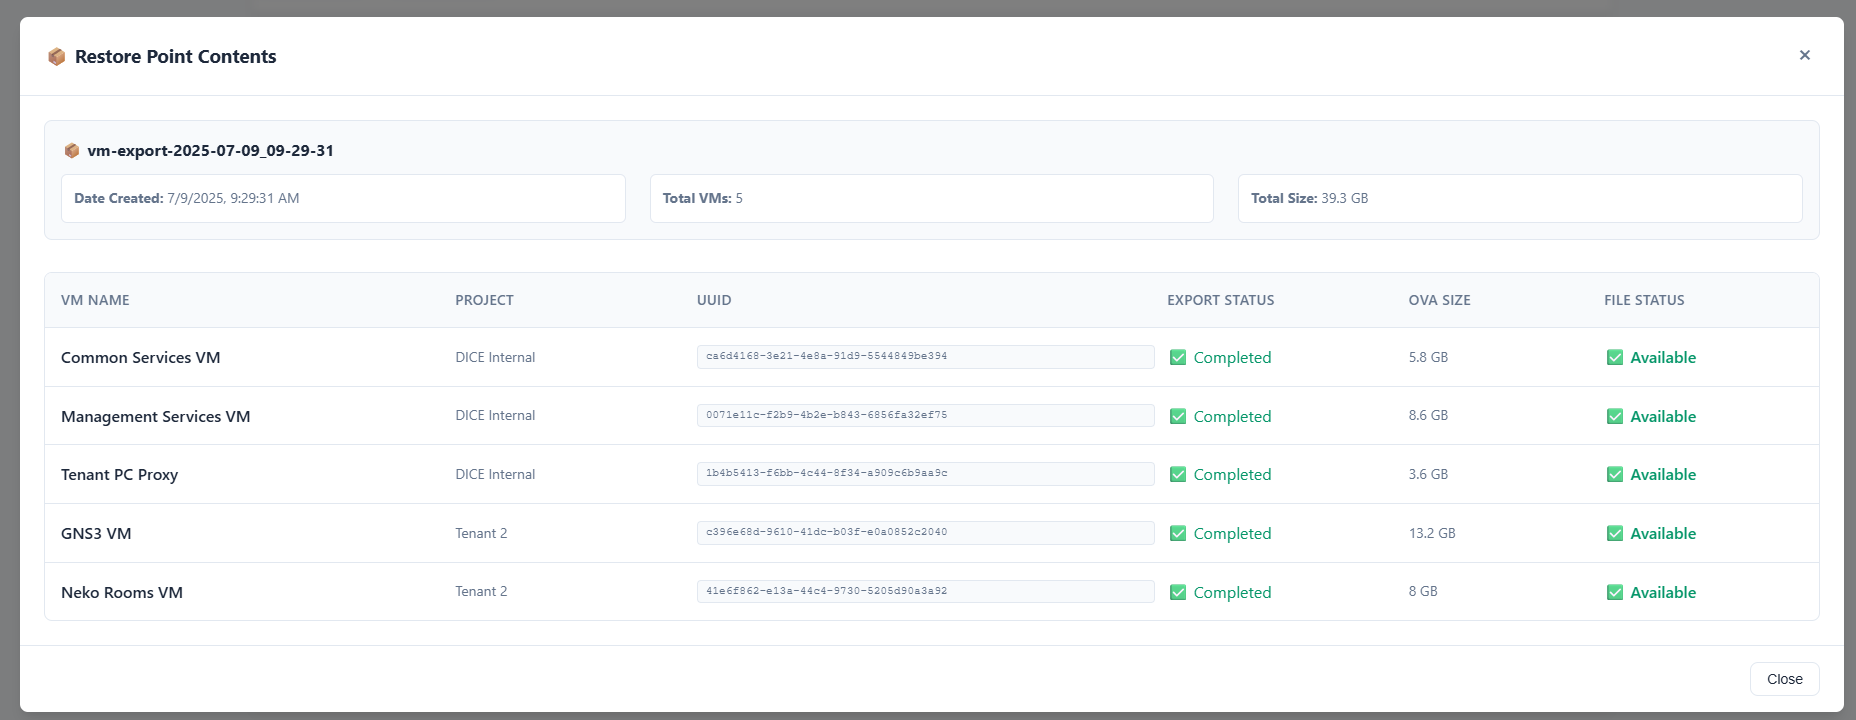 📦 Restore Point Contents ×
📦 vm-export-2025-07-09_09-29-31
Date Created: 7/9/2025, 9:29:31 AM Total VMs: 5 Total Size: 39.3 GB
VM NAME PROJECT UUID EXPORT STATUS OVA SIZE FILE STATUS
Common Services VM DICE Internal ca6d4168-3e21-4e8a-91d9-5544849be394 ✅ Completed 5.8 GB ✅ Available
Management Services VM DICE Internal 0071e11c-f2b9-4b2e-b843-6856fa32ef75 ✅ Completed 8.6 GB ✅ Available
Tenant PC Proxy DICE Internal 1b4b5413-f6bb-4c44-8f34-a909c6b9aa9c ✅ Completed 3.6 GB ✅ Available
GNS3 VM Tenant 2 c396e68d-9610-41dc-b03f-e0a0852c2040 ✅ Completed 13.2 GB ✅ Available
Neko Rooms VM Tenant 2 41e6f862-e13a-44c4-9730-5205d90a3a92 ✅ Completed 8 GB ✅ Available
Close